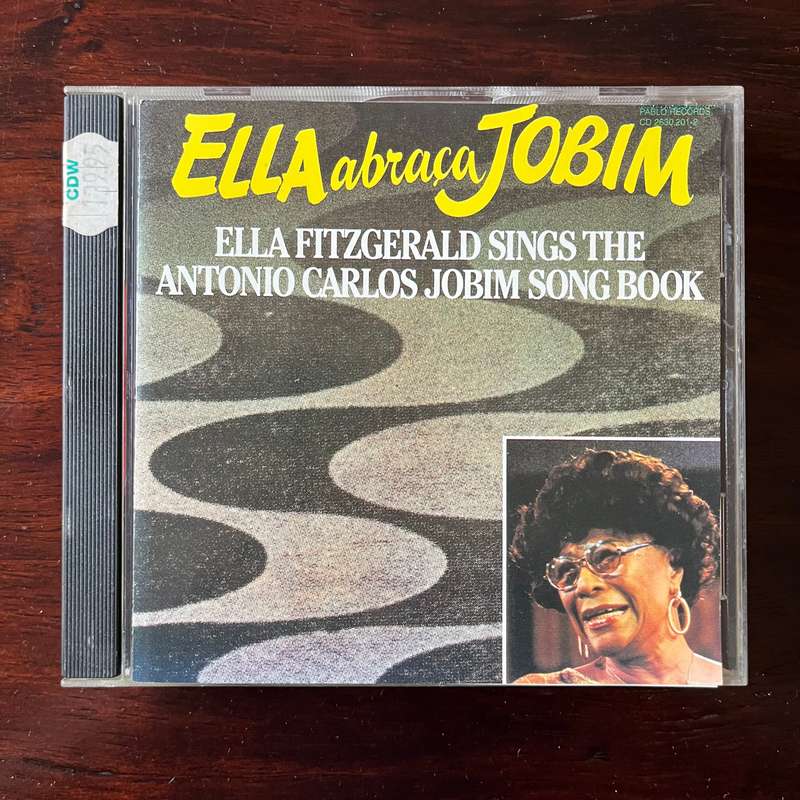 PABLO RECORDS
CD 2630.201-2
ELLA abraça JOBIM
ELLA FITZGERALD SINGS THE
ANTONIO CARLOS JOBIM SONG BOOK
CDW